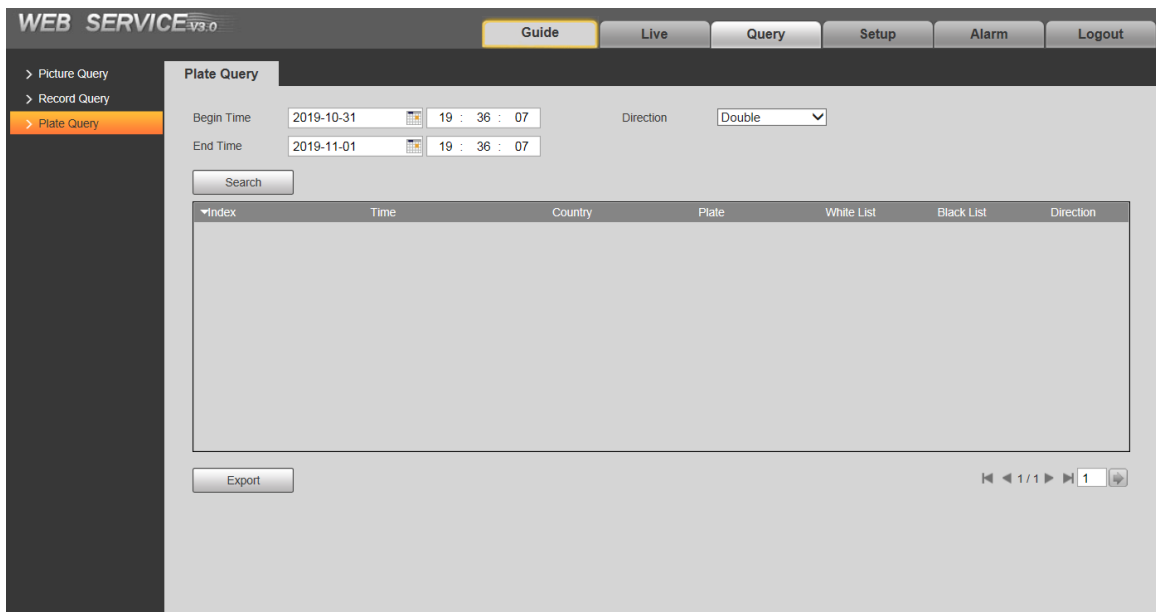 WEB SERVICE V3.0
Guide Live Query Setup Alarm Logout
> Picture Query
> Record Query
> Plate Query
Plate Query
Begin Time 2019-10-31 19 : 36 : 07 Direction Double
End Time 2019-11-01 19 : 36 : 07
Search
Index Time Country Plate White List Black List Direction
Export 1 / 1 1